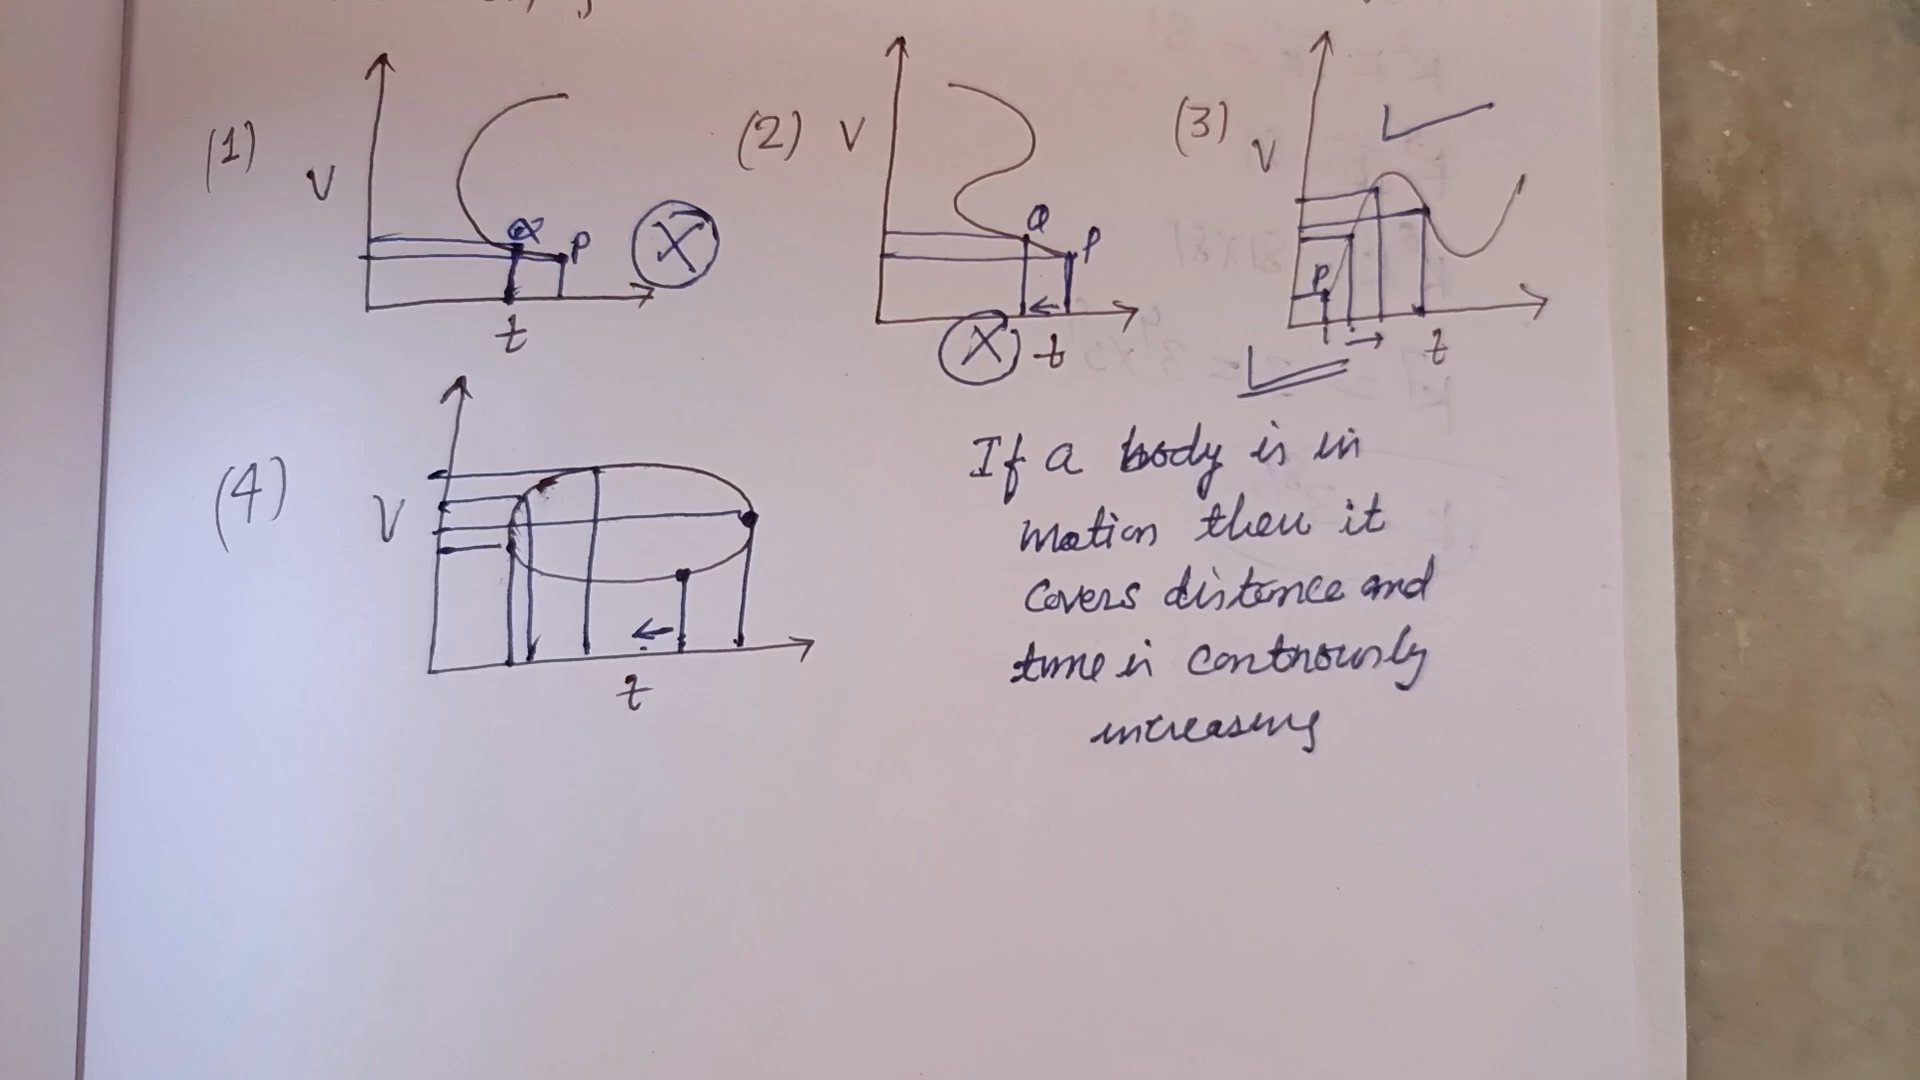 (1) V Q P X t
(2) V Q P X t
(3) V P t
(4) V t
If a body is in
motion then it
covers distance and
time is continously
increasing